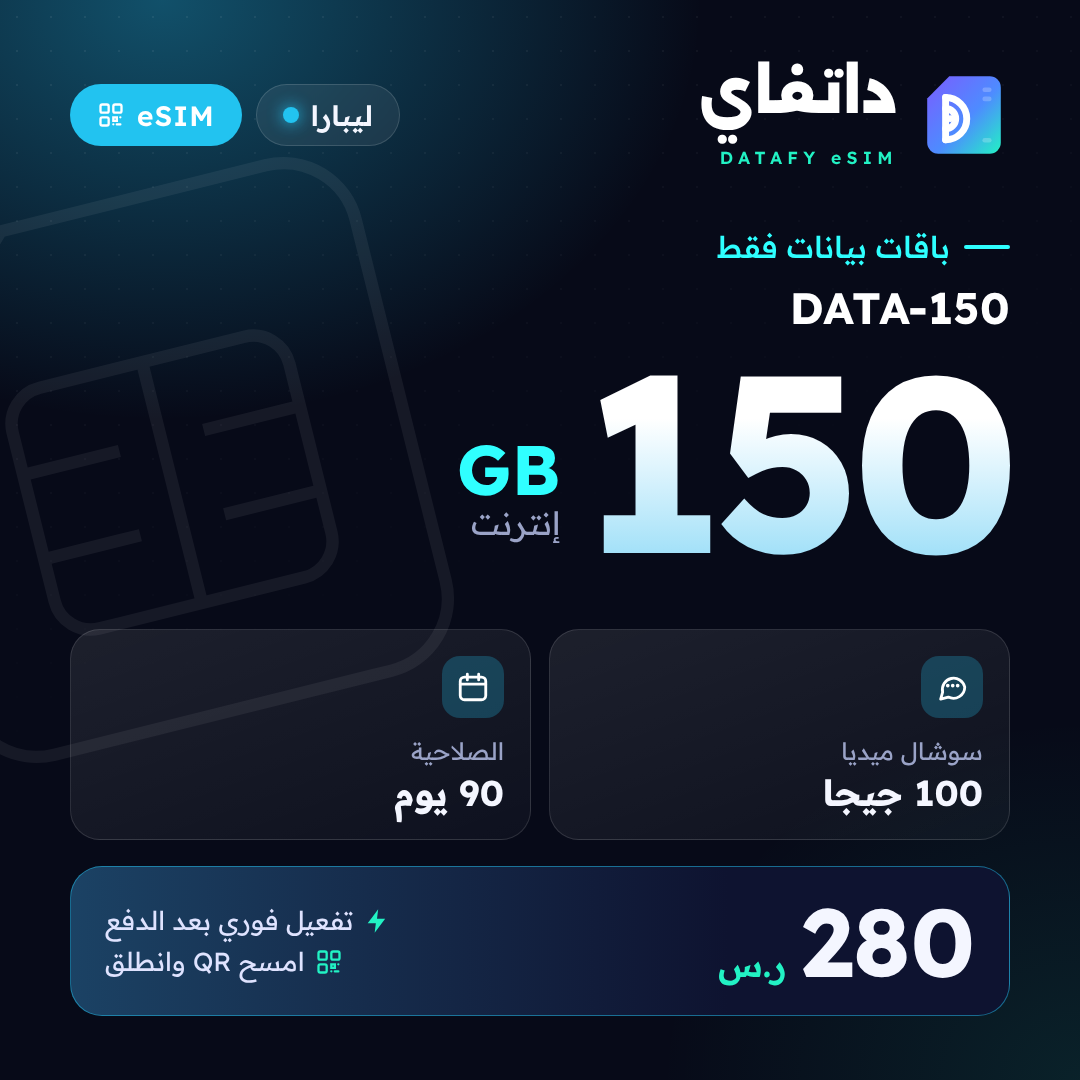 داتفاي
DATAFY eSIM
ليبارا
eSIM
باقات بيانات فقط
DATA-150
150
GB
إنترنت
سوشال ميديا
100 جيجا
الصلاحية
90 يوم
280 ر.س
تفعيل فوري بعد الدفع
امسح QR وانطلق